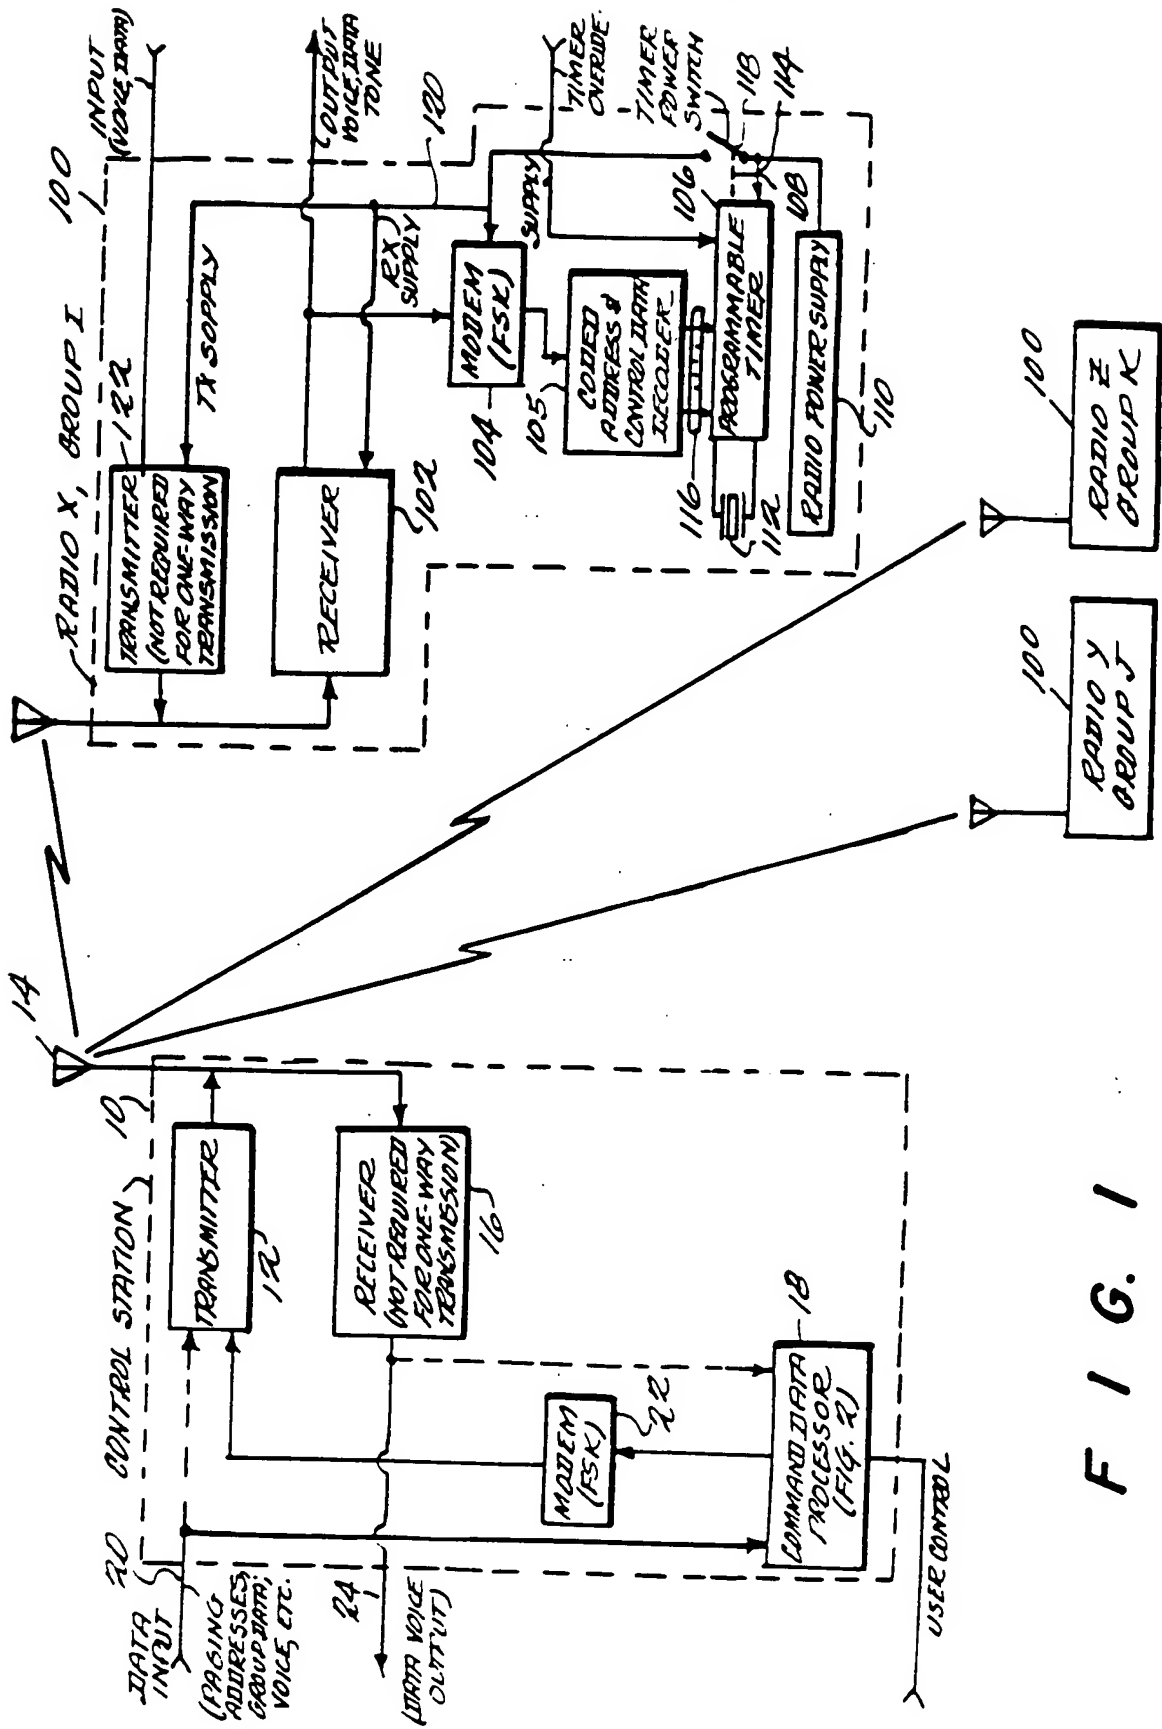 DATA
INPUT
20
(PAGING
ADDRESSES,
GROUP DATA,
VOICE, ETC.
24
(DATA VOICE
OUTPUT)
USER CONTROL
CONTROL STATION
10
14
TRANSMITTER
12
RECEIVER
(NOT REQUIRED
FOR ONE-WAY
TRANSMISSION)
16
MODEM
(FSK)
22
COMMAND DATA
PROCESSOR
(FIG. 2)
18
RADIO X, GROUP I
100
INPUT
(VOICE, DATA)
TRANSMITTER
(NOT REQUIRED
FOR ONE-WAY
TRANSMISSION
122
TX SUPPLY
OUTPUT
VOICE, DATA
TONE
RECEIVER
102
RX
SUPPLY
120
MODEM
(FSK)
104
SUPPLY
TIMER
OVERIDE.
CODED
ADDRESS &
CONTROL DATA
DECODER
105
TIMER
POWER
SWITCH
118
114
116
PROGRAMMABLE
TIMER
106
108
112
RADIO POWER SUPPLY
110
RADIO Y
GROUP J
100
RADIO Z
GROUP K
100
FIG. 1